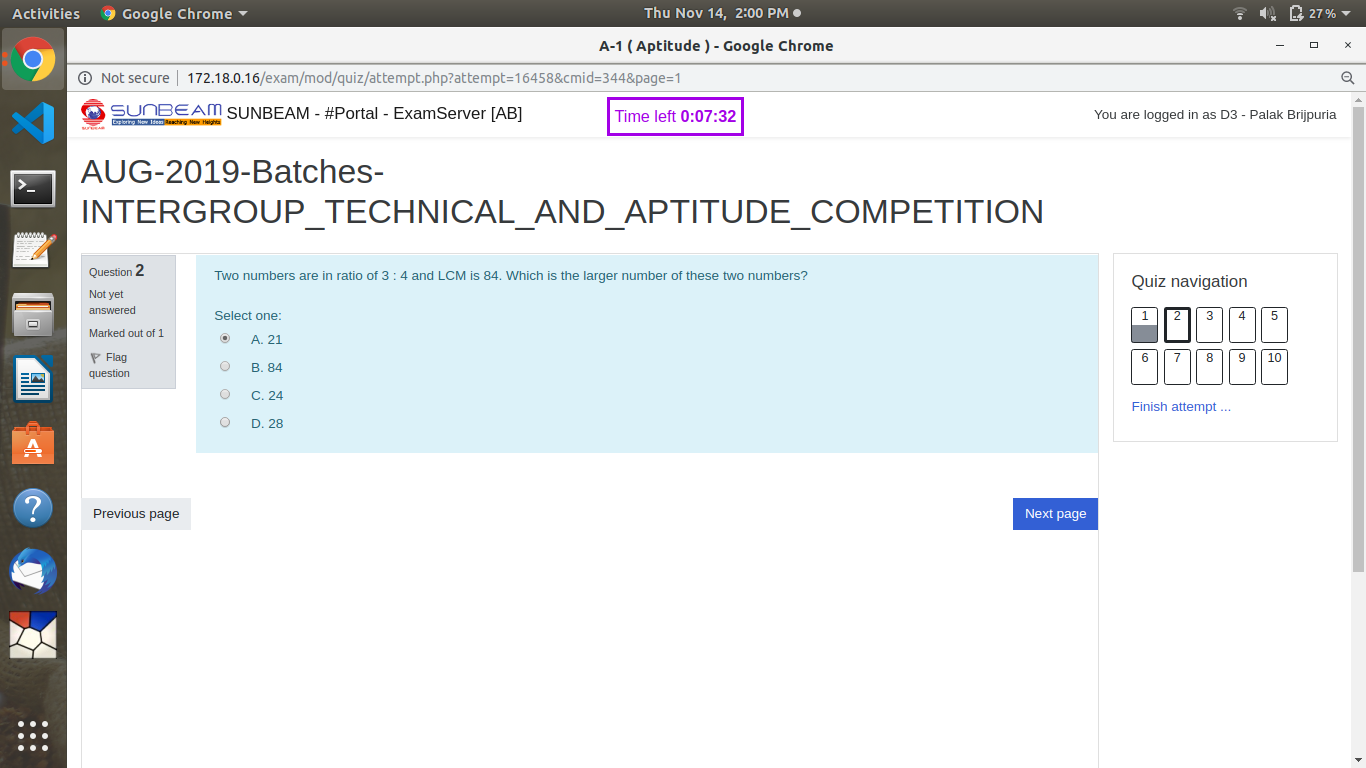 Activities
Google Chrome
Thu Nov 14, 2:00 PM
27%
A-1 ( Aptitude ) - Google Chrome
Not secure
172.18.0.16/exam/mod/quiz/attempt.php?attempt=16458&cmid=344&page=1
SUNBEAM
Exploring New Ideas Reaching New Heights
SUNBEAM
SUNBEAM - #Portal - ExamServer [AB]
Time left 0:07:32
You are logged in as D3 - Palak Brijpuria
AUG-2019-Batches-
INTERGROUP_TECHNICAL_AND_APTITUDE_COMPETITION
Question 2
Not yet
answered
Marked out of 1
Flag
question
Two numbers are in ratio of 3 : 4 and LCM is 84. Which is the larger number of these two numbers?
Select one:
A. 21
B. 84
C. 24
D. 28
Previous page
Next page
Quiz navigation
1 2 3 4 5
6 7 8 9 10
Finish attempt ...